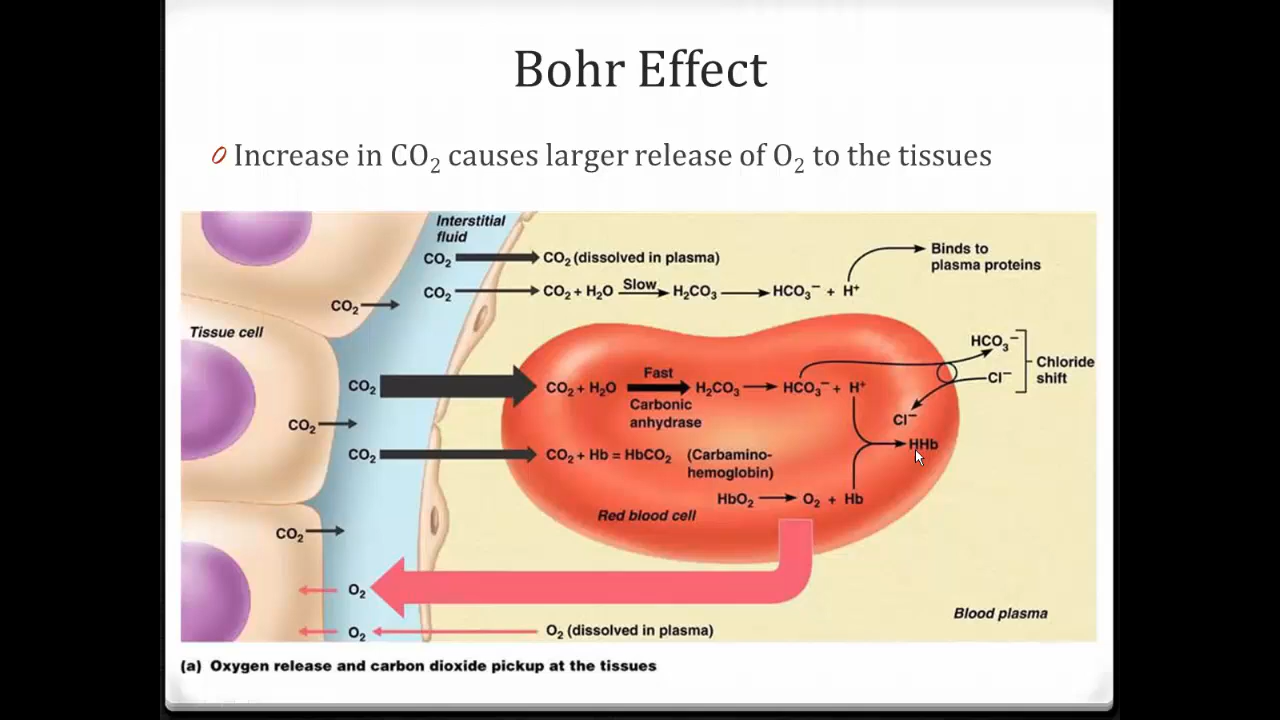 Bohr Effect
Increase in CO₂ causes larger release of O₂ to the tissues
Interstitial
fluid
CO₂
CO₂ (dissolved in plasma)
Binds to
plasma proteins
CO₂
CO₂ + H₂O
Slow
H₂CO₃
HCO₃⁻ + H⁺
CO₂
Tissue cell
HCO₃⁻
Cl⁻
Chloride
shift
CO₂
CO₂ + H₂O
Fast
Carbonic
anhydrase
H₂CO₃
HCO₃⁻ + H⁺
Cl⁻
CO₂
HHb
CO₂
CO₂ + Hb = HbCO₂
(Carbamino-
hemoglobin)
HbO₂
O₂ + Hb
Red blood cell
CO₂
O₂
Blood plasma
O₂
O₂ (dissolved in plasma)
(a) Oxygen release and carbon dioxide pickup at the tissues